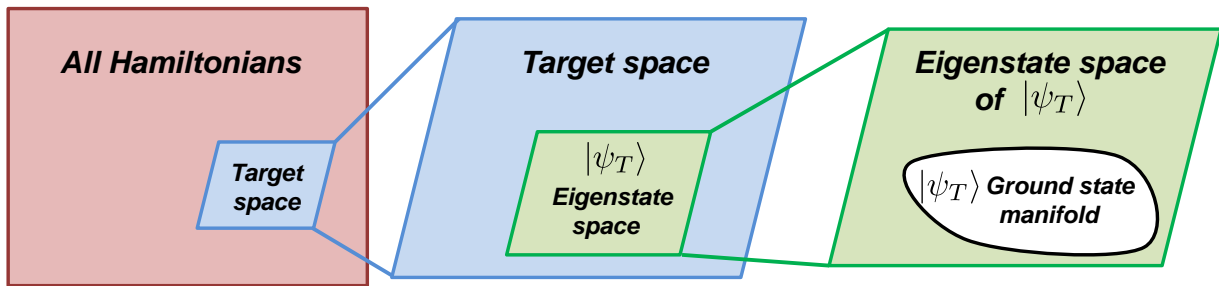 All Hamiltonians
Target
space
Target space
|ψ_T⟩
Eigenstate
space
Eigenstate space
of |ψ_T⟩
|ψ_T⟩ Ground state
manifold